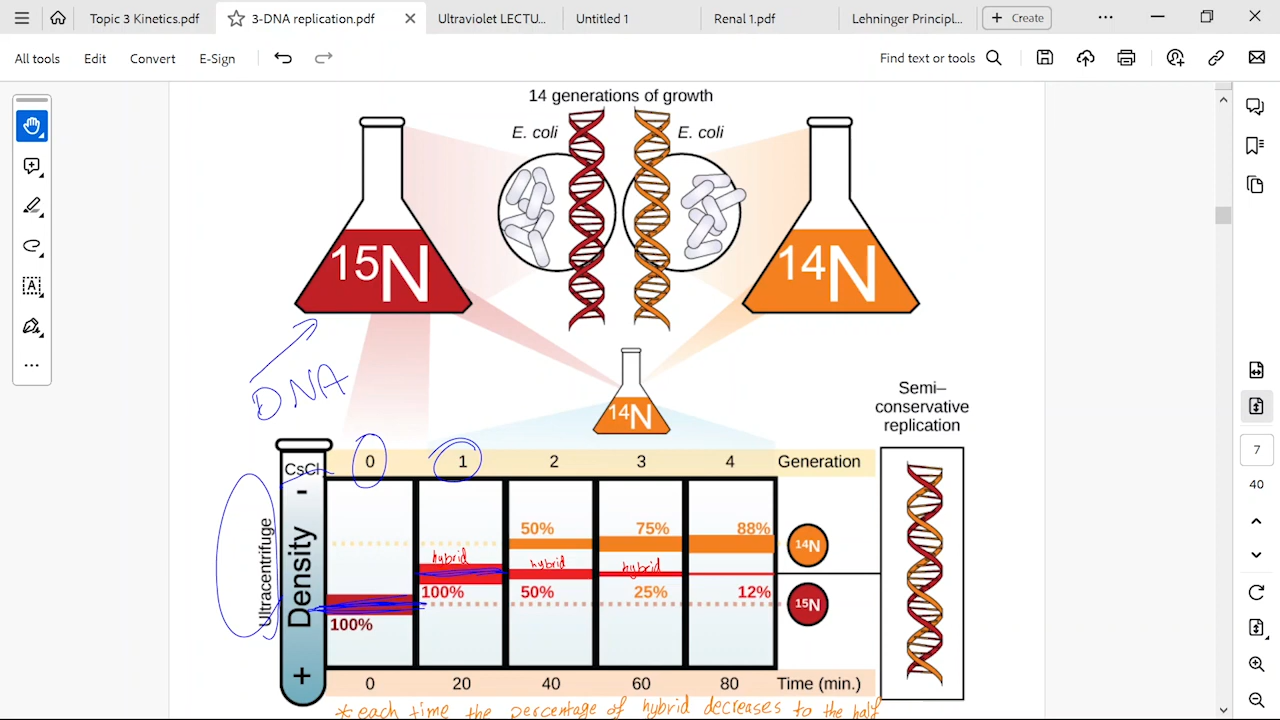 Topic 3 Kinetics.pdf
3-DNA replication.pdf
Ultraviolet LECTU...
Untitled 1
Renal 1.pdf
Lehninger Principl...
Create
All tools
Edit
Convert
E-Sign
Find text or tools
14 generations of growth
E. coli
E. coli
15N
14N
DNA
14N
Semi–
conservative
replication
CsCl
0 1 2 3 4 Generation
Ultracentrifuge
- Density +
50% 75% 88%
14N
hybrid hybrid hybrid
100% 50% 25% 12%
15N
100%
0 20 40 60 80 Time (min.)
* each time the percentage of hybrid decreases to the half
7
40